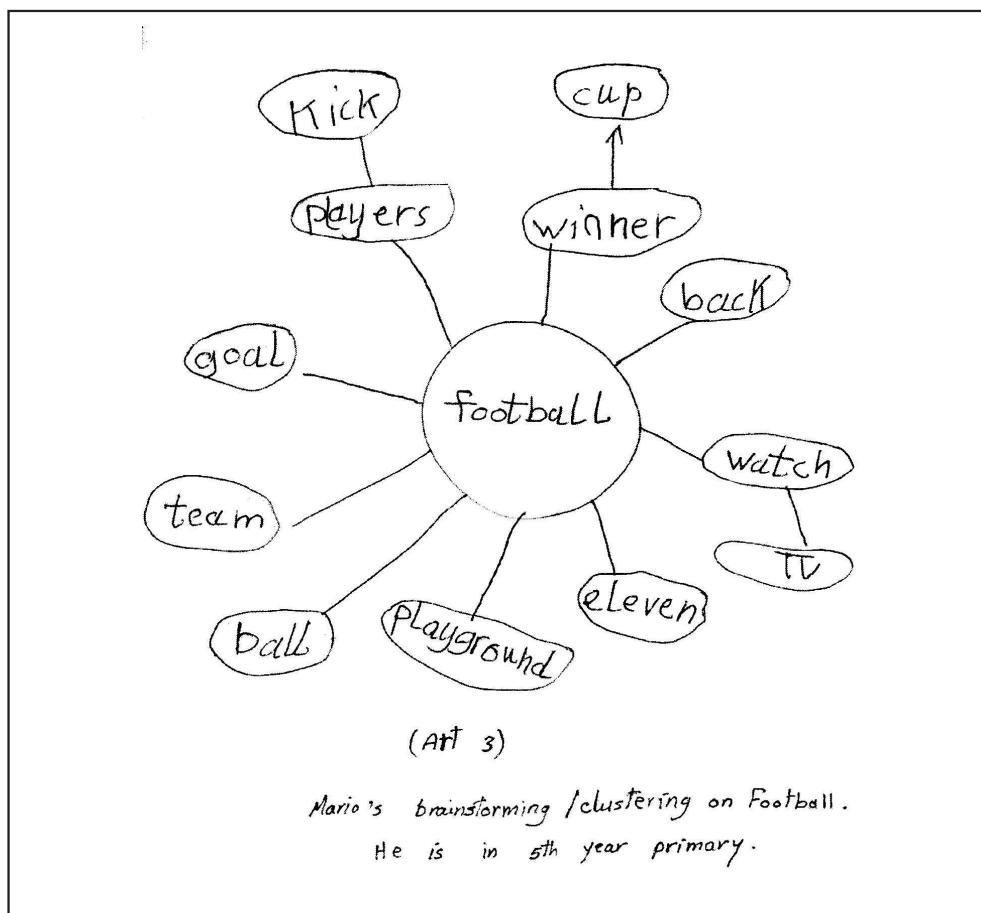 Kick
cup
players
winner
back
goal
football
watch
team
TV
eleven
playground
ball
(Art 3)
Mario's brainstorming / clustering on Football.
He is in 5th year primary.